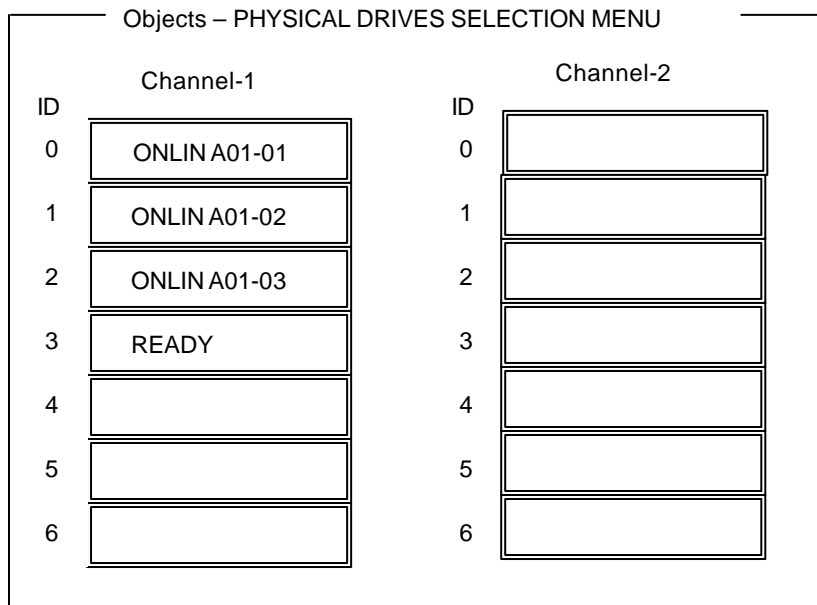 Objects – PHYSICAL DRIVES SELECTION MENU
Channel-1 Channel-2
ID ID
0 ONLIN A01-01 0
1 ONLIN A01-02 1
2 ONLIN A01-03 2
3 READY 3
4 4
5 5
6 6